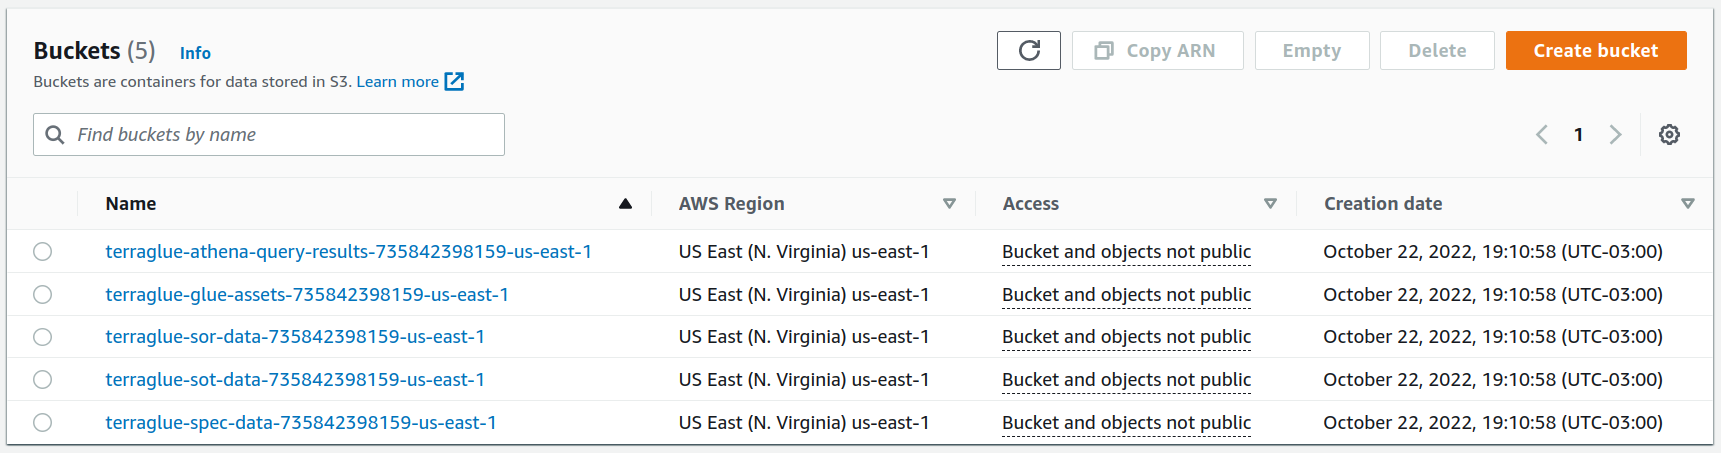 Buckets (5) Info
Buckets are containers for data stored in S3. Learn more
Copy ARN Empty Delete Create bucket
Find buckets by name
1
Name AWS Region Access Creation date
terraglue-athena-query-results-735842398159-us-east-1 US East (N. Virginia) us-east-1 Bucket and objects not public October 22, 2022, 19:10:58 (UTC-03:00)
terraglue-glue-assets-735842398159-us-east-1 US East (N. Virginia) us-east-1 Bucket and objects not public October 22, 2022, 19:10:58 (UTC-03:00)
terraglue-sor-data-735842398159-us-east-1 US East (N. Virginia) us-east-1 Bucket and objects not public October 22, 2022, 19:10:58 (UTC-03:00)
terraglue-sot-data-735842398159-us-east-1 US East (N. Virginia) us-east-1 Bucket and objects not public October 22, 2022, 19:10:58 (UTC-03:00)
terraglue-spec-data-735842398159-us-east-1 US East (N. Virginia) us-east-1 Bucket and objects not public October 22, 2022, 19:10:58 (UTC-03:00)